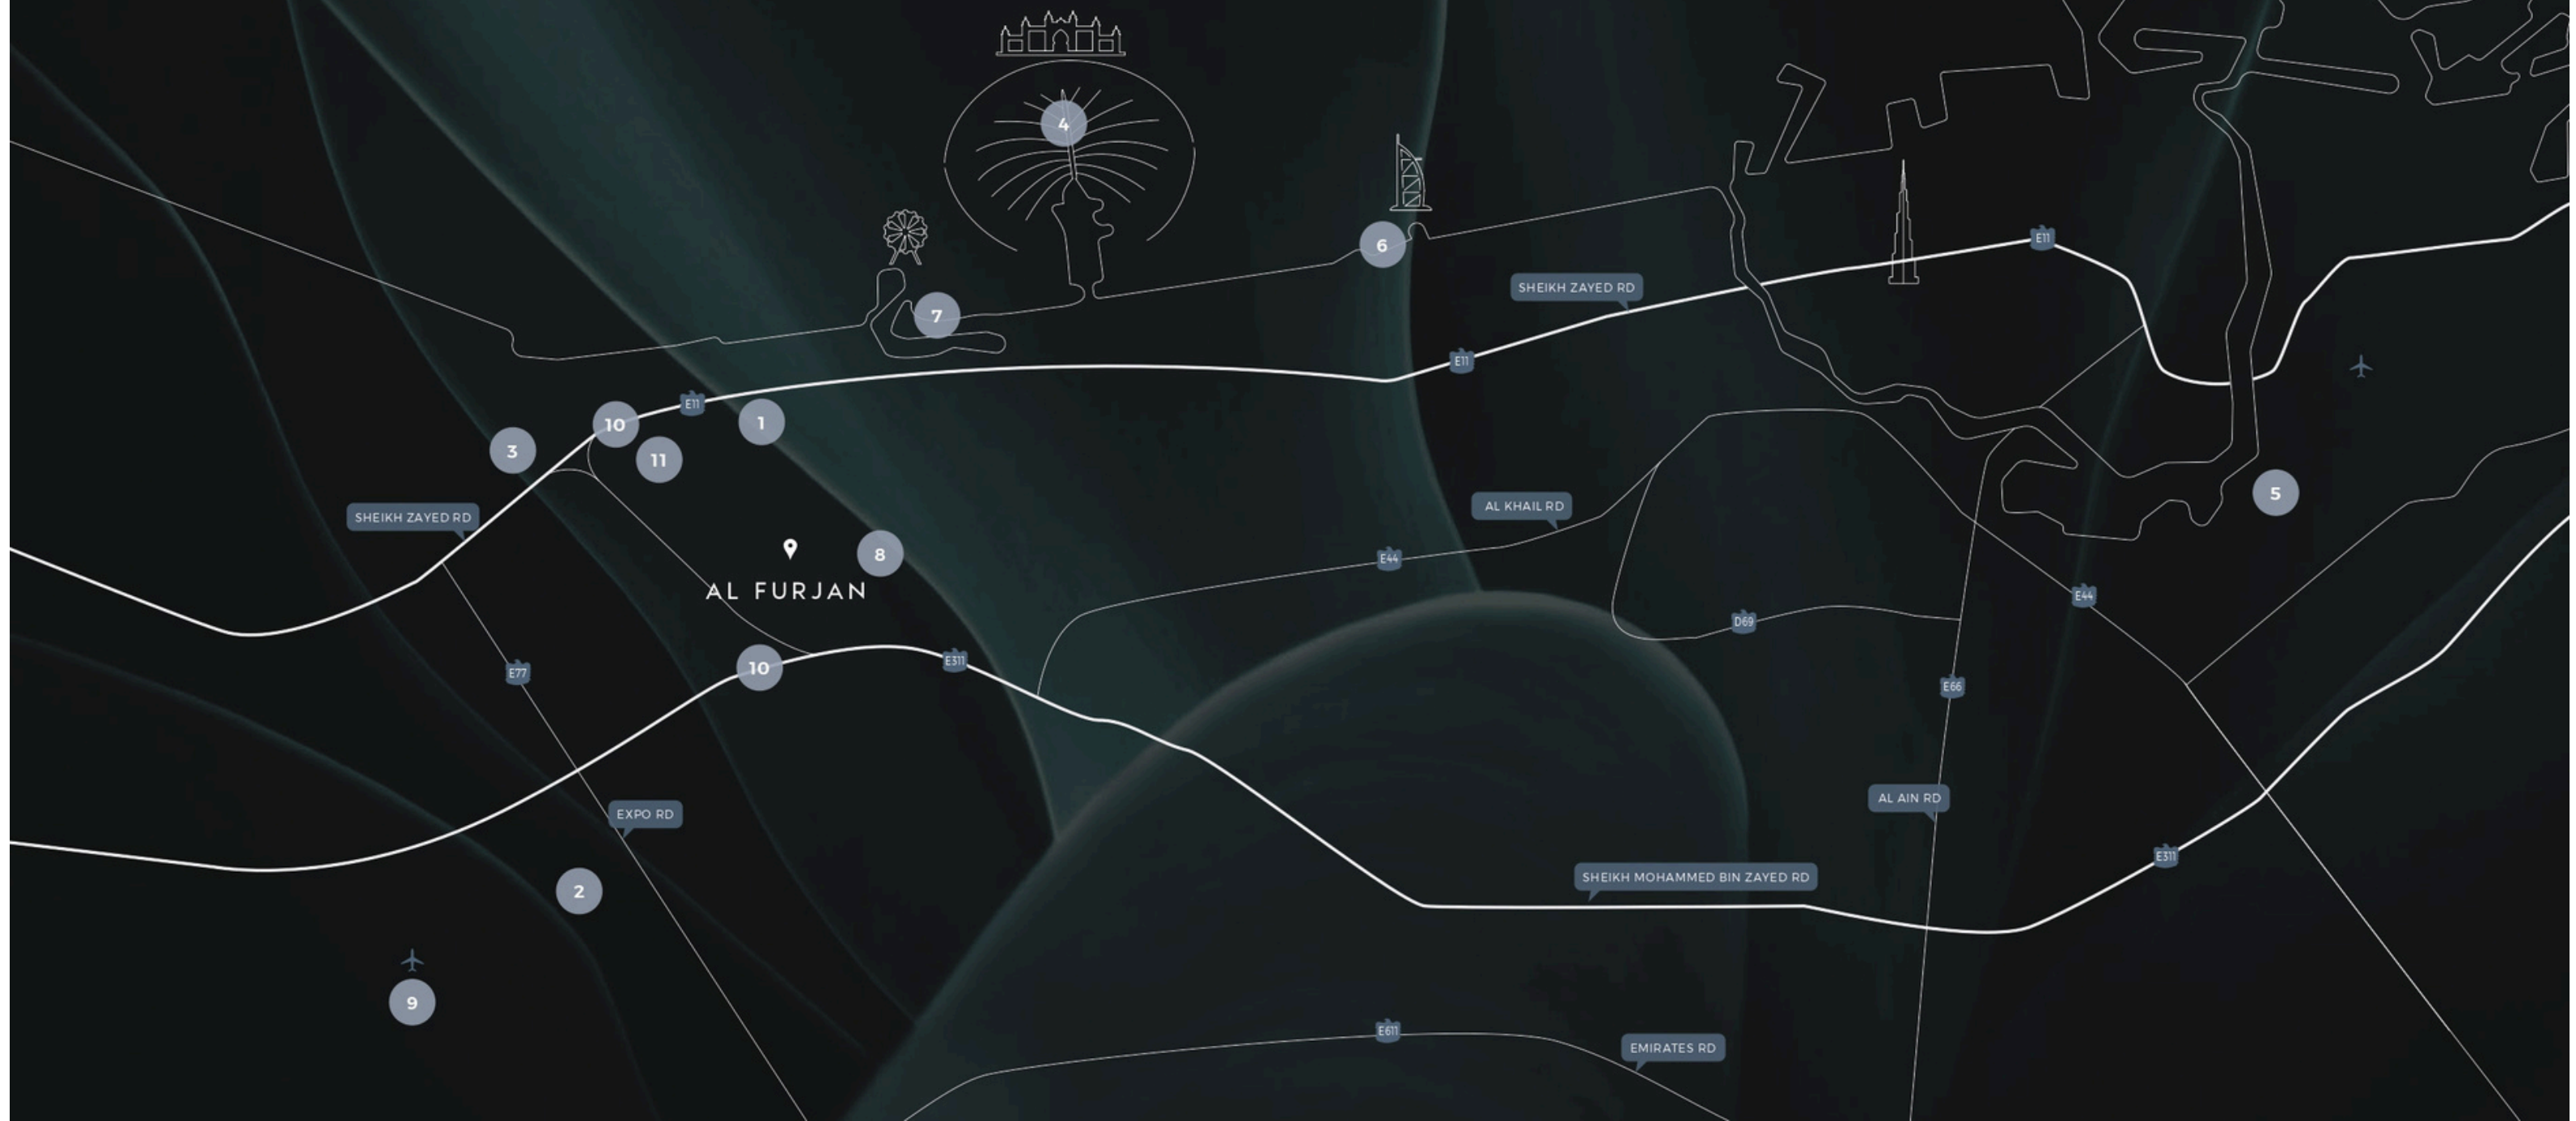 4
E11
6
SHEIKH ZAYED RD
7
E11
E11
1
10
3
11
5
SHEIKH ZAYED RD
AL KHAIL RD
8
E44
AL FURJAN
E44
D69
10
E311
E77
E66
AL AIN RD
EXPO RD
E311
SHEIKH MOHAMMED BIN ZAYED RD
2
9
E611
EMIRATES RD